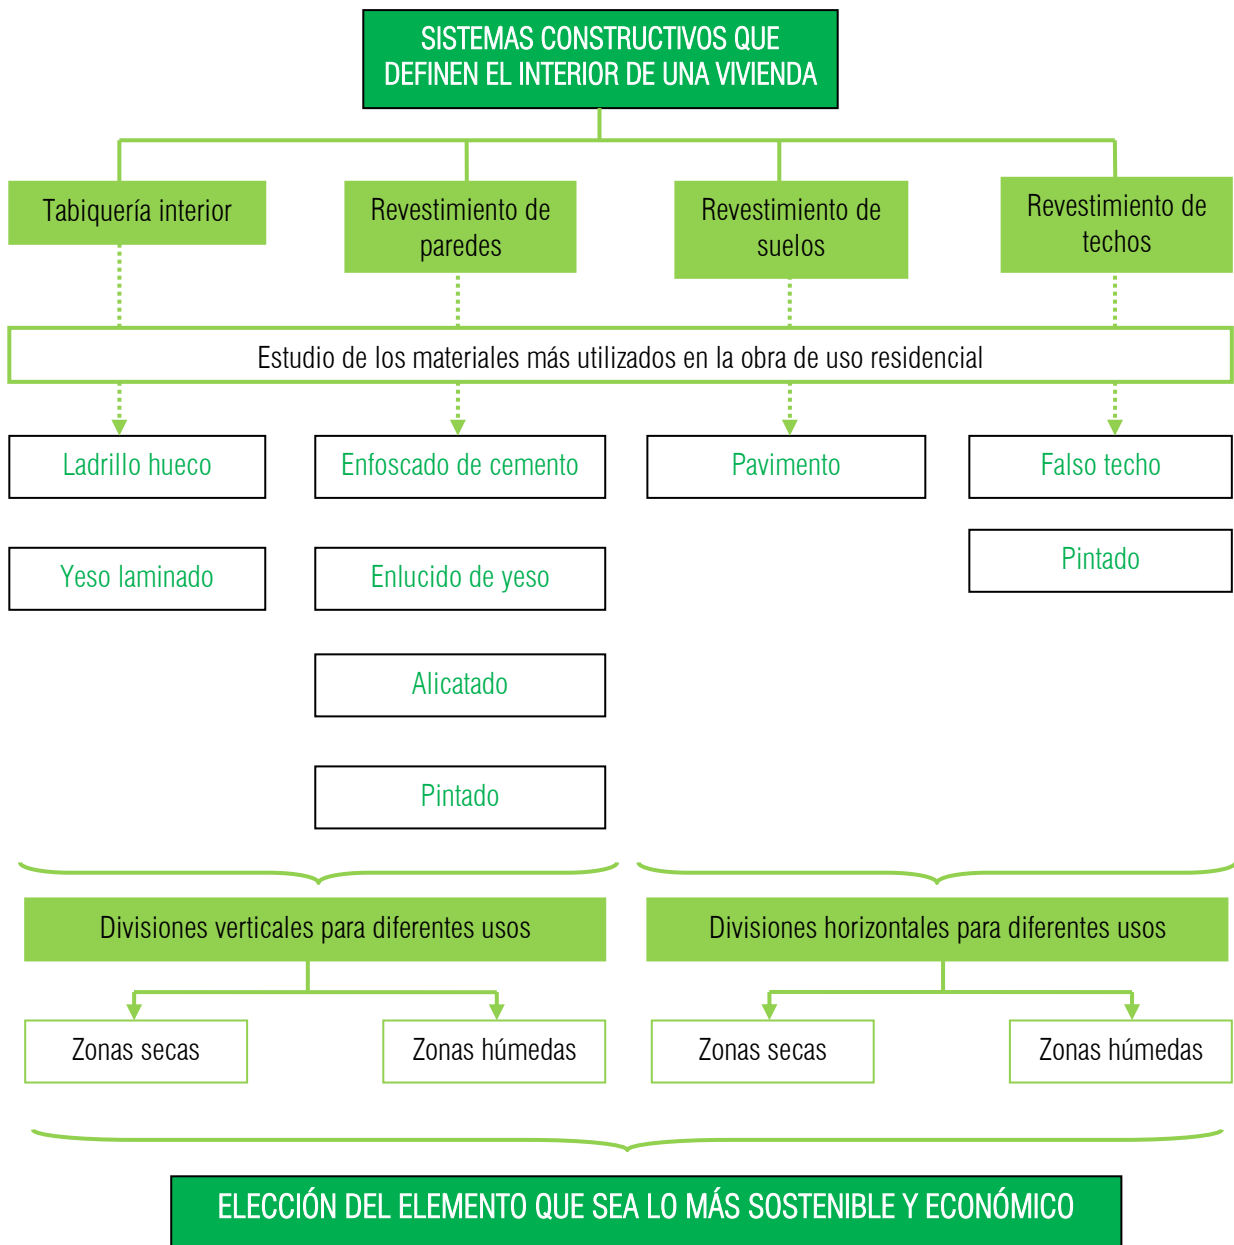 SISTEMAS CONSTRUCTIVOS QUE
DEFINEN EL INTERIOR DE UNA VIVIENDA
Tabiquería interior
Revestimiento de
paredes
Revestimiento de
suelos
Revestimiento de
techos
Estudio de los materiales más utilizados en la obra de uso residencial
Ladrillo hueco
Enfoscado de cemento
Pavimento
Falso techo
Yeso laminado
Enlucido de yeso
Pintado
Alicatado
Pintado
Divisiones verticales para diferentes usos
Divisiones horizontales para diferentes usos
Zonas secas
Zonas húmedas
Zonas secas
Zonas húmedas
ELECCIÓN DEL ELEMENTO QUE SEA LO MÁS SOSTENIBLE Y ECONÓMICO